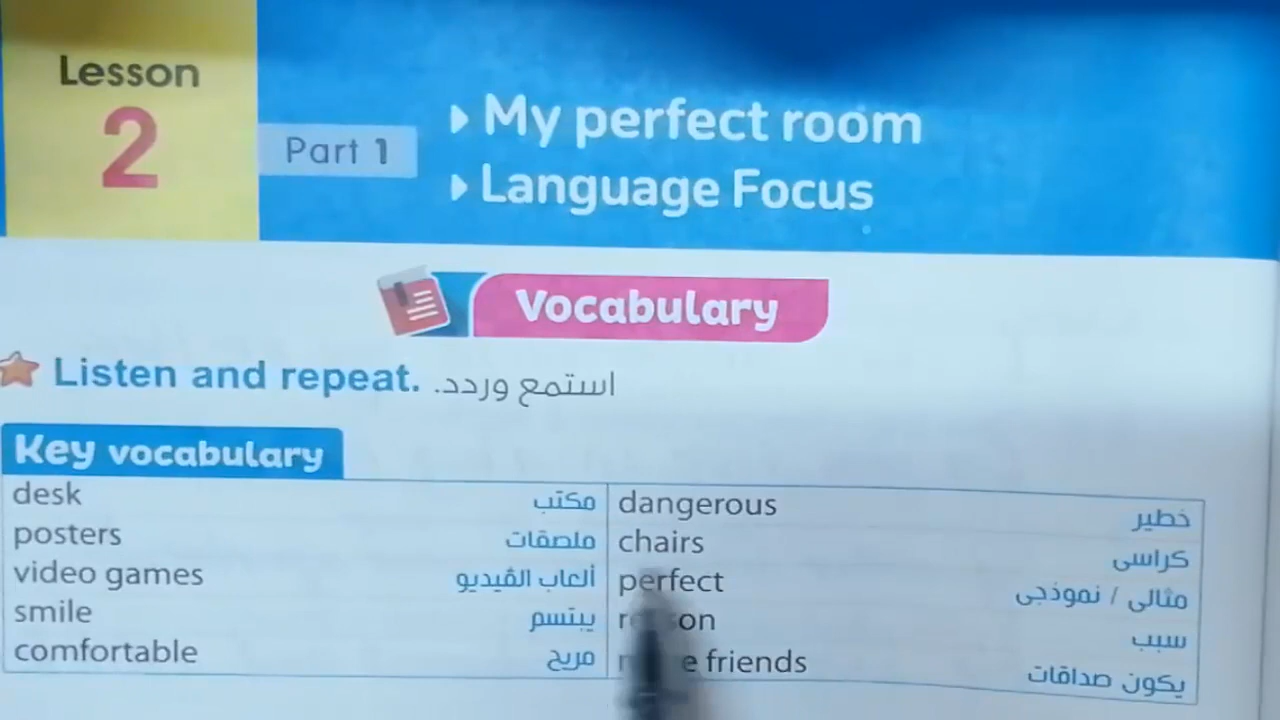 Lesson
2
Part 1
My perfect room
Language Focus
Vocabulary
Listen and repeat. استمع وردد.
Key vocabulary
desk مكتب dangerous خطير
posters ملصقات chairs كراسى
video games ألعاب الڤيديو perfect مثالى / نموذجى
smile يبتسم سبب
comfortable مريح friends يكون صداقات